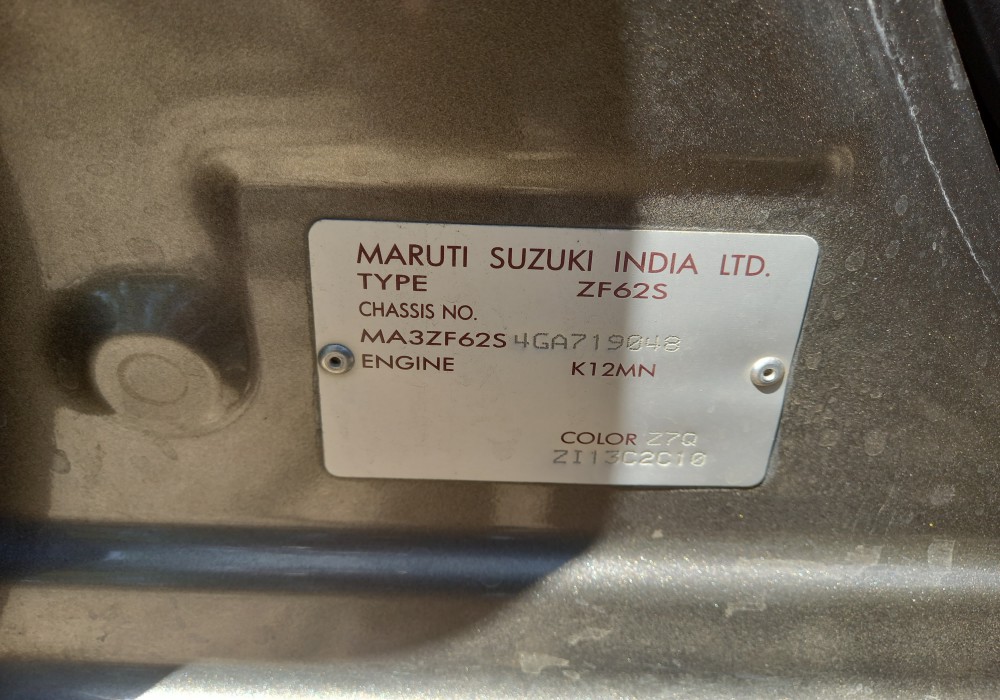 MARUTI SUZUKI INDIA LTD.
TYPE ZF62S
CHASSIS NO.
MA3ZF62S4GA719048
ENGINE K12MN
COLOR Z7Q
ZI13C2C10